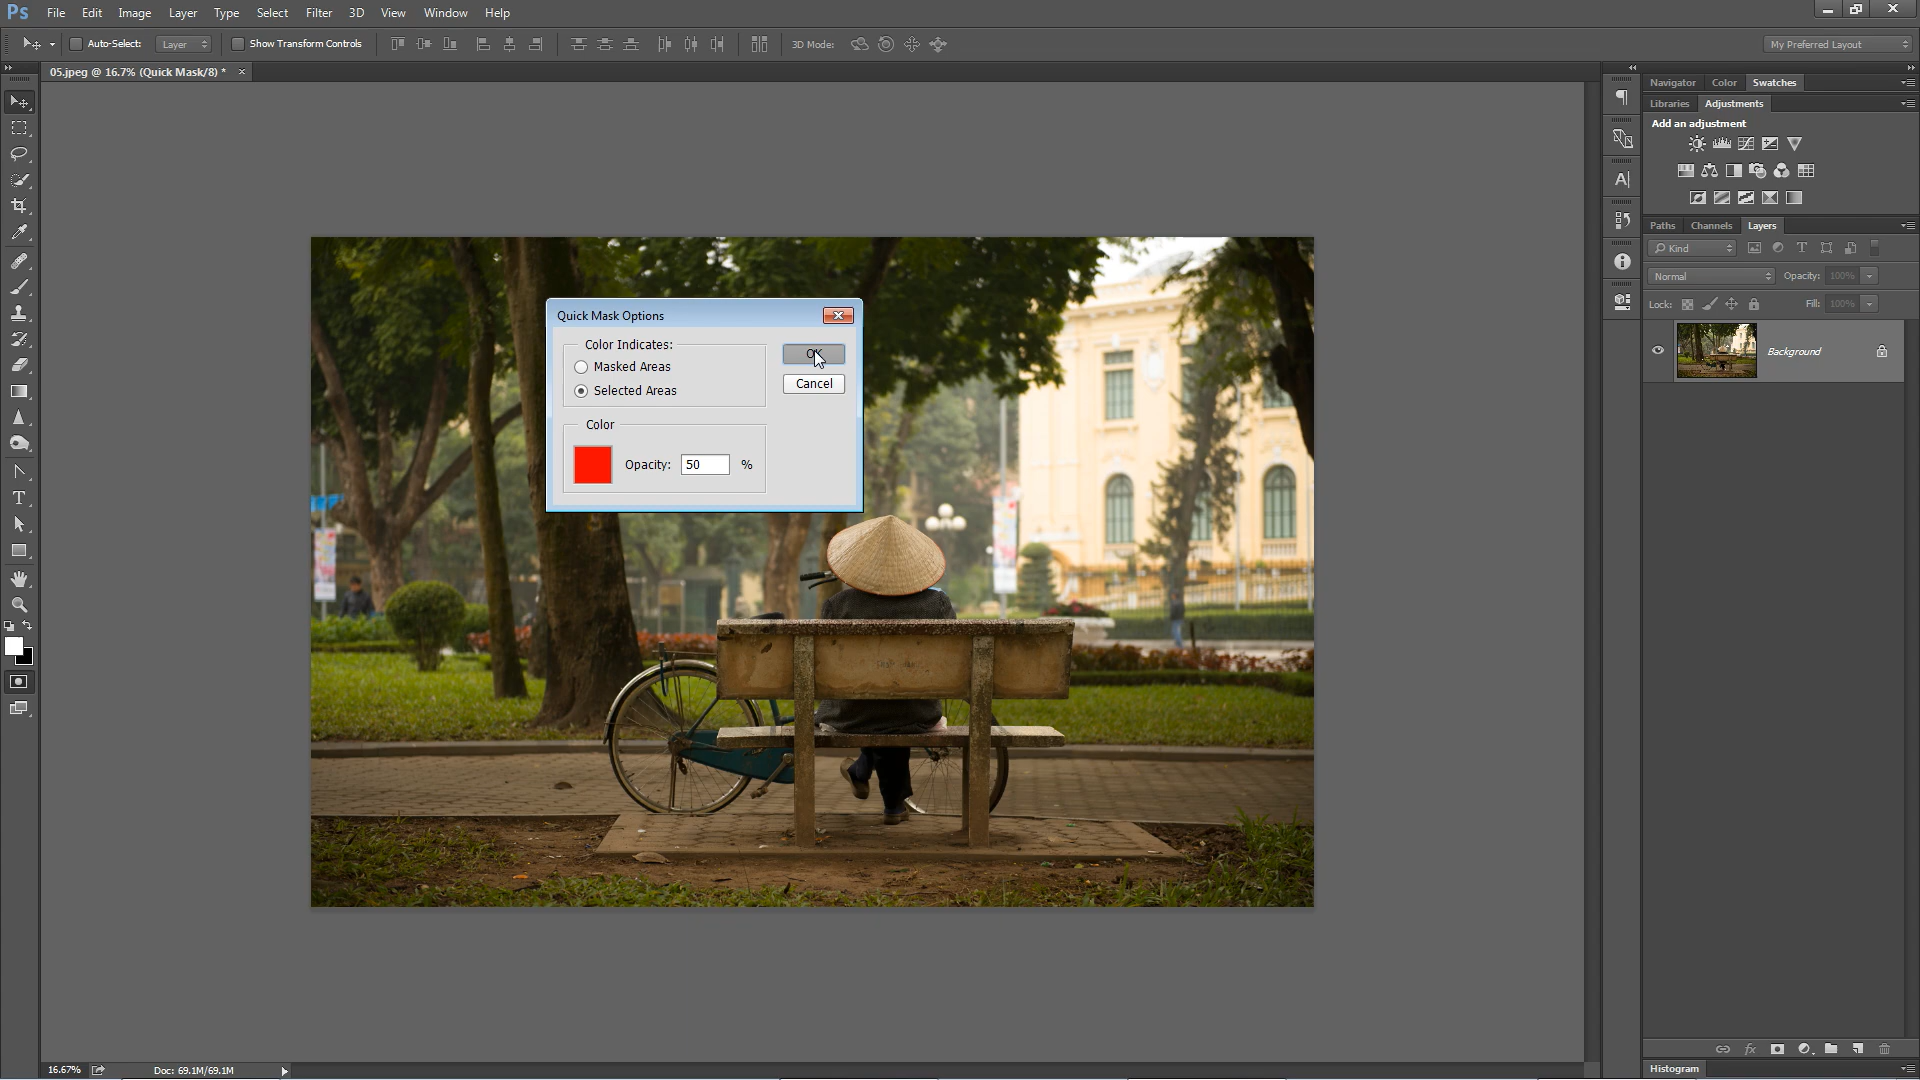 Ps File Edit Image Layer Type Select Filter 3D View Window Help
Auto-Select: Layer Show Transform Controls 3D Mode: My Preferred Layout
05.jpeg @ 16.7% (Quick Mask/8) *
Navigator Color Swatches
Libraries Adjustments
Add an adjustment
Paths Channels Layers
Kind
Normal Opacity: 100%
Lock: Fill: 100%
Background
Quick Mask Options
Color Indicates:
Masked Areas
Selected Areas
OK
Cancel
Color
Opacity: 50 %
16.67% Doc: 69.1M/69.1M
Histogram